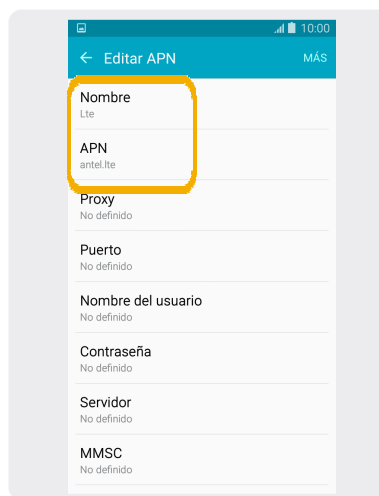 10:00
Editar APN
MÁS
Nombre
Lte
APN
antel.lte
Proxy
No definido
Puerto
No definido
Nombre del usuario
No definido
Contraseña
No definido
Servidor
No definido
MMSC
No definido